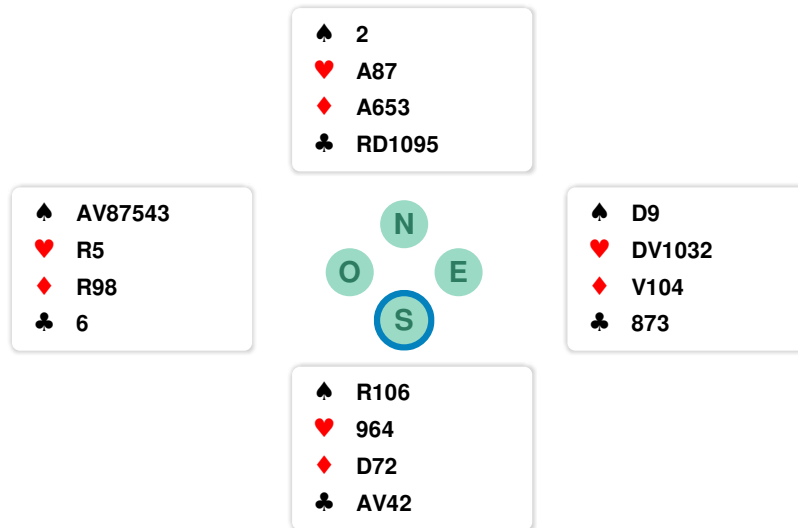 ♠ 2
♥ A87
♦ A653
♣ RD1095
♠ AV87543
♥ R5
♦ R98
♣ 6
N
O E
S
♠ D9
♥ DV1032
♦ V104
♣ 873
♠ R106
♥ 964
♦ D72
♣ AV42